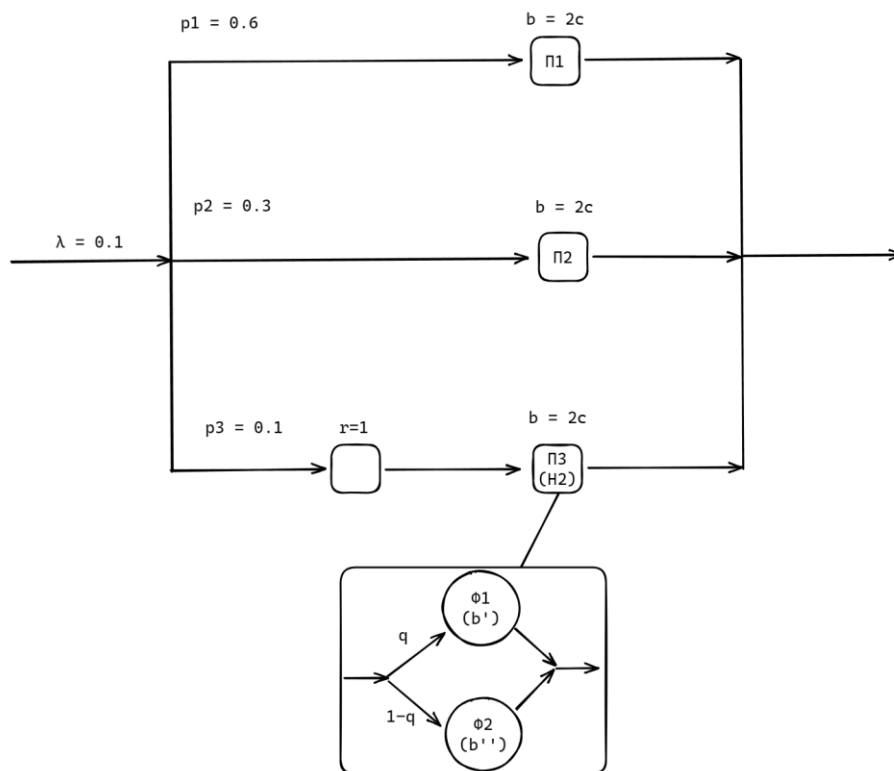 p1 = 0.6
b = 2c
П1
p2 = 0.3
b = 2c
λ = 0.1
П2
p3 = 0.1
r=1
b = 2c
П3
(H2)
Ф1
(b')
q
1-q
Ф2
(b'')